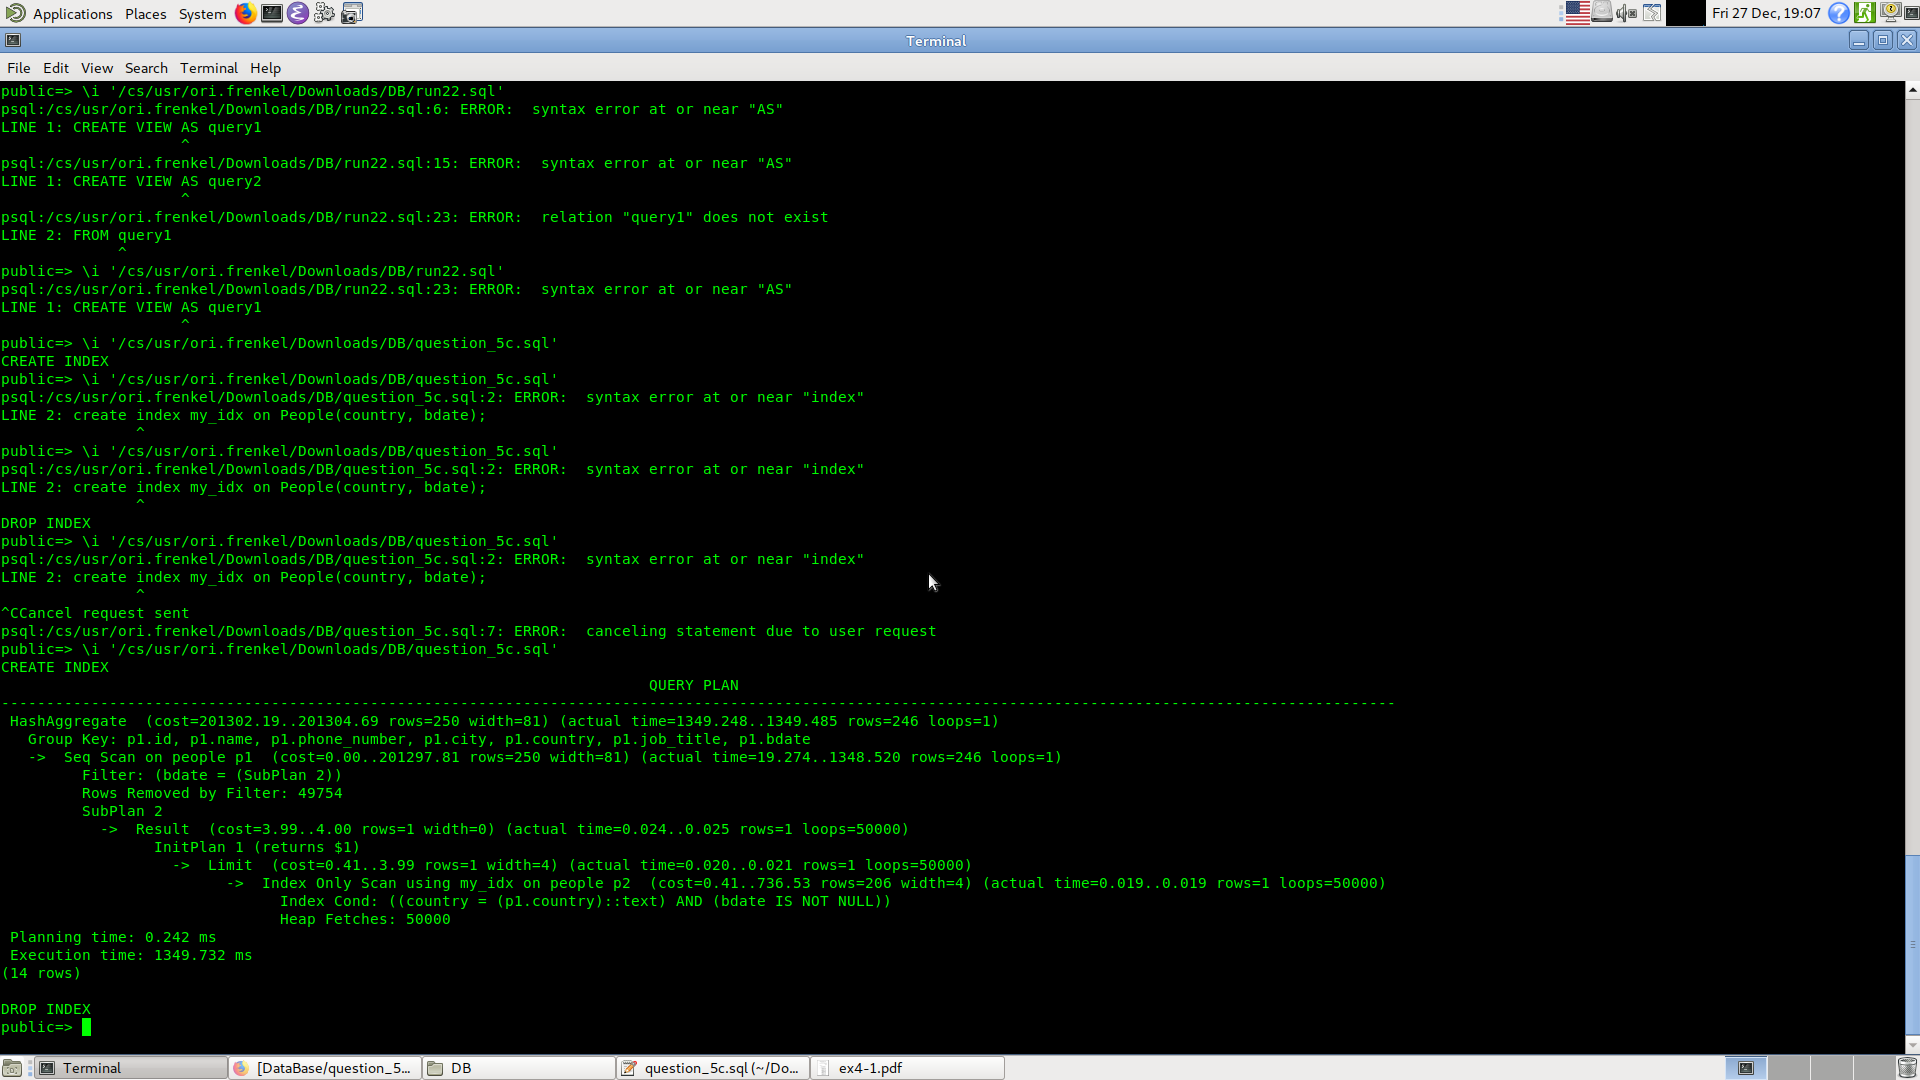 Applications Places System Fri 27 Dec, 19:07
Terminal
File Edit View Search Terminal Help
public=> \i '/cs/usr/ori.frenkel/Downloads/DB/run22.sql'
psql:/cs/usr/ori.frenkel/Downloads/DB/run22.sql:6: ERROR:  syntax error at or near "AS"
LINE 1: CREATE VIEW AS query1
                    ^
psql:/cs/usr/ori.frenkel/Downloads/DB/run22.sql:15: ERROR:  syntax error at or near "AS"
LINE 1: CREATE VIEW AS query2
                    ^
psql:/cs/usr/ori.frenkel/Downloads/DB/run22.sql:23: ERROR:  relation "query1" does not exist
LINE 2: FROM query1
             ^
public=> \i '/cs/usr/ori.frenkel/Downloads/DB/run22.sql'
psql:/cs/usr/ori.frenkel/Downloads/DB/run22.sql:23: ERROR:  syntax error at or near "AS"
LINE 1: CREATE VIEW AS query1
                    ^
public=> \i '/cs/usr/ori.frenkel/Downloads/DB/question_5c.sql'
CREATE INDEX
public=> \i '/cs/usr/ori.frenkel/Downloads/DB/question_5c.sql'
psql:/cs/usr/ori.frenkel/Downloads/DB/question_5c.sql:2: ERROR:  syntax error at or near "index"
LINE 2: create index my_idx on People(country, bdate);
               ^
public=> \i '/cs/usr/ori.frenkel/Downloads/DB/question_5c.sql'
psql:/cs/usr/ori.frenkel/Downloads/DB/question_5c.sql:2: ERROR:  syntax error at or near "index"
LINE 2: create index my_idx on People(country, bdate);
               ^
DROP INDEX
public=> \i '/cs/usr/ori.frenkel/Downloads/DB/question_5c.sql'
psql:/cs/usr/ori.frenkel/Downloads/DB/question_5c.sql:2: ERROR:  syntax error at or near "index"
LINE 2: create index my_idx on People(country, bdate);
               ^
^CCancel request sent
psql:/cs/usr/ori.frenkel/Downloads/DB/question_5c.sql:7: ERROR:  canceling statement due to user request
public=> \i '/cs/usr/ori.frenkel/Downloads/DB/question_5c.sql'
CREATE INDEX
QUERY PLAN
-----------------------------------------------------------------------------------------------------------------------------------------------------------
 HashAggregate  (cost=201302.19..201304.69 rows=250 width=81) (actual time=1349.248..1349.485 rows=246 loops=1)
   Group Key: p1.id, p1.name, p1.phone_number, p1.city, p1.country, p1.job_title, p1.bdate
   ->  Seq Scan on people p1  (cost=0.00..201297.81 rows=250 width=81) (actual time=19.274..1348.520 rows=246 loops=1)
         Filter: (bdate = (SubPlan 2))
         Rows Removed by Filter: 49754
         SubPlan 2
           ->  Result  (cost=3.99..4.00 rows=1 width=0) (actual time=0.024..0.025 rows=1 loops=50000)
                 InitPlan 1 (returns $1)
                   ->  Limit  (cost=0.41..3.99 rows=1 width=4) (actual time=0.020..0.021 rows=1 loops=50000)
                         ->  Index Only Scan using my_idx on people p2  (cost=0.41..736.53 rows=206 width=4) (actual time=0.019..0.019 rows=1 loops=50000)
                               Index Cond: ((country = (p1.country)::text) AND (bdate IS NOT NULL))
                               Heap Fetches: 50000
 Planning time: 0.242 ms
 Execution time: 1349.732 ms
(14 rows)
DROP INDEX
public=>
Terminal [DataBase/question_5... DB question_5c.sql (~/Do... ex4-1.pdf